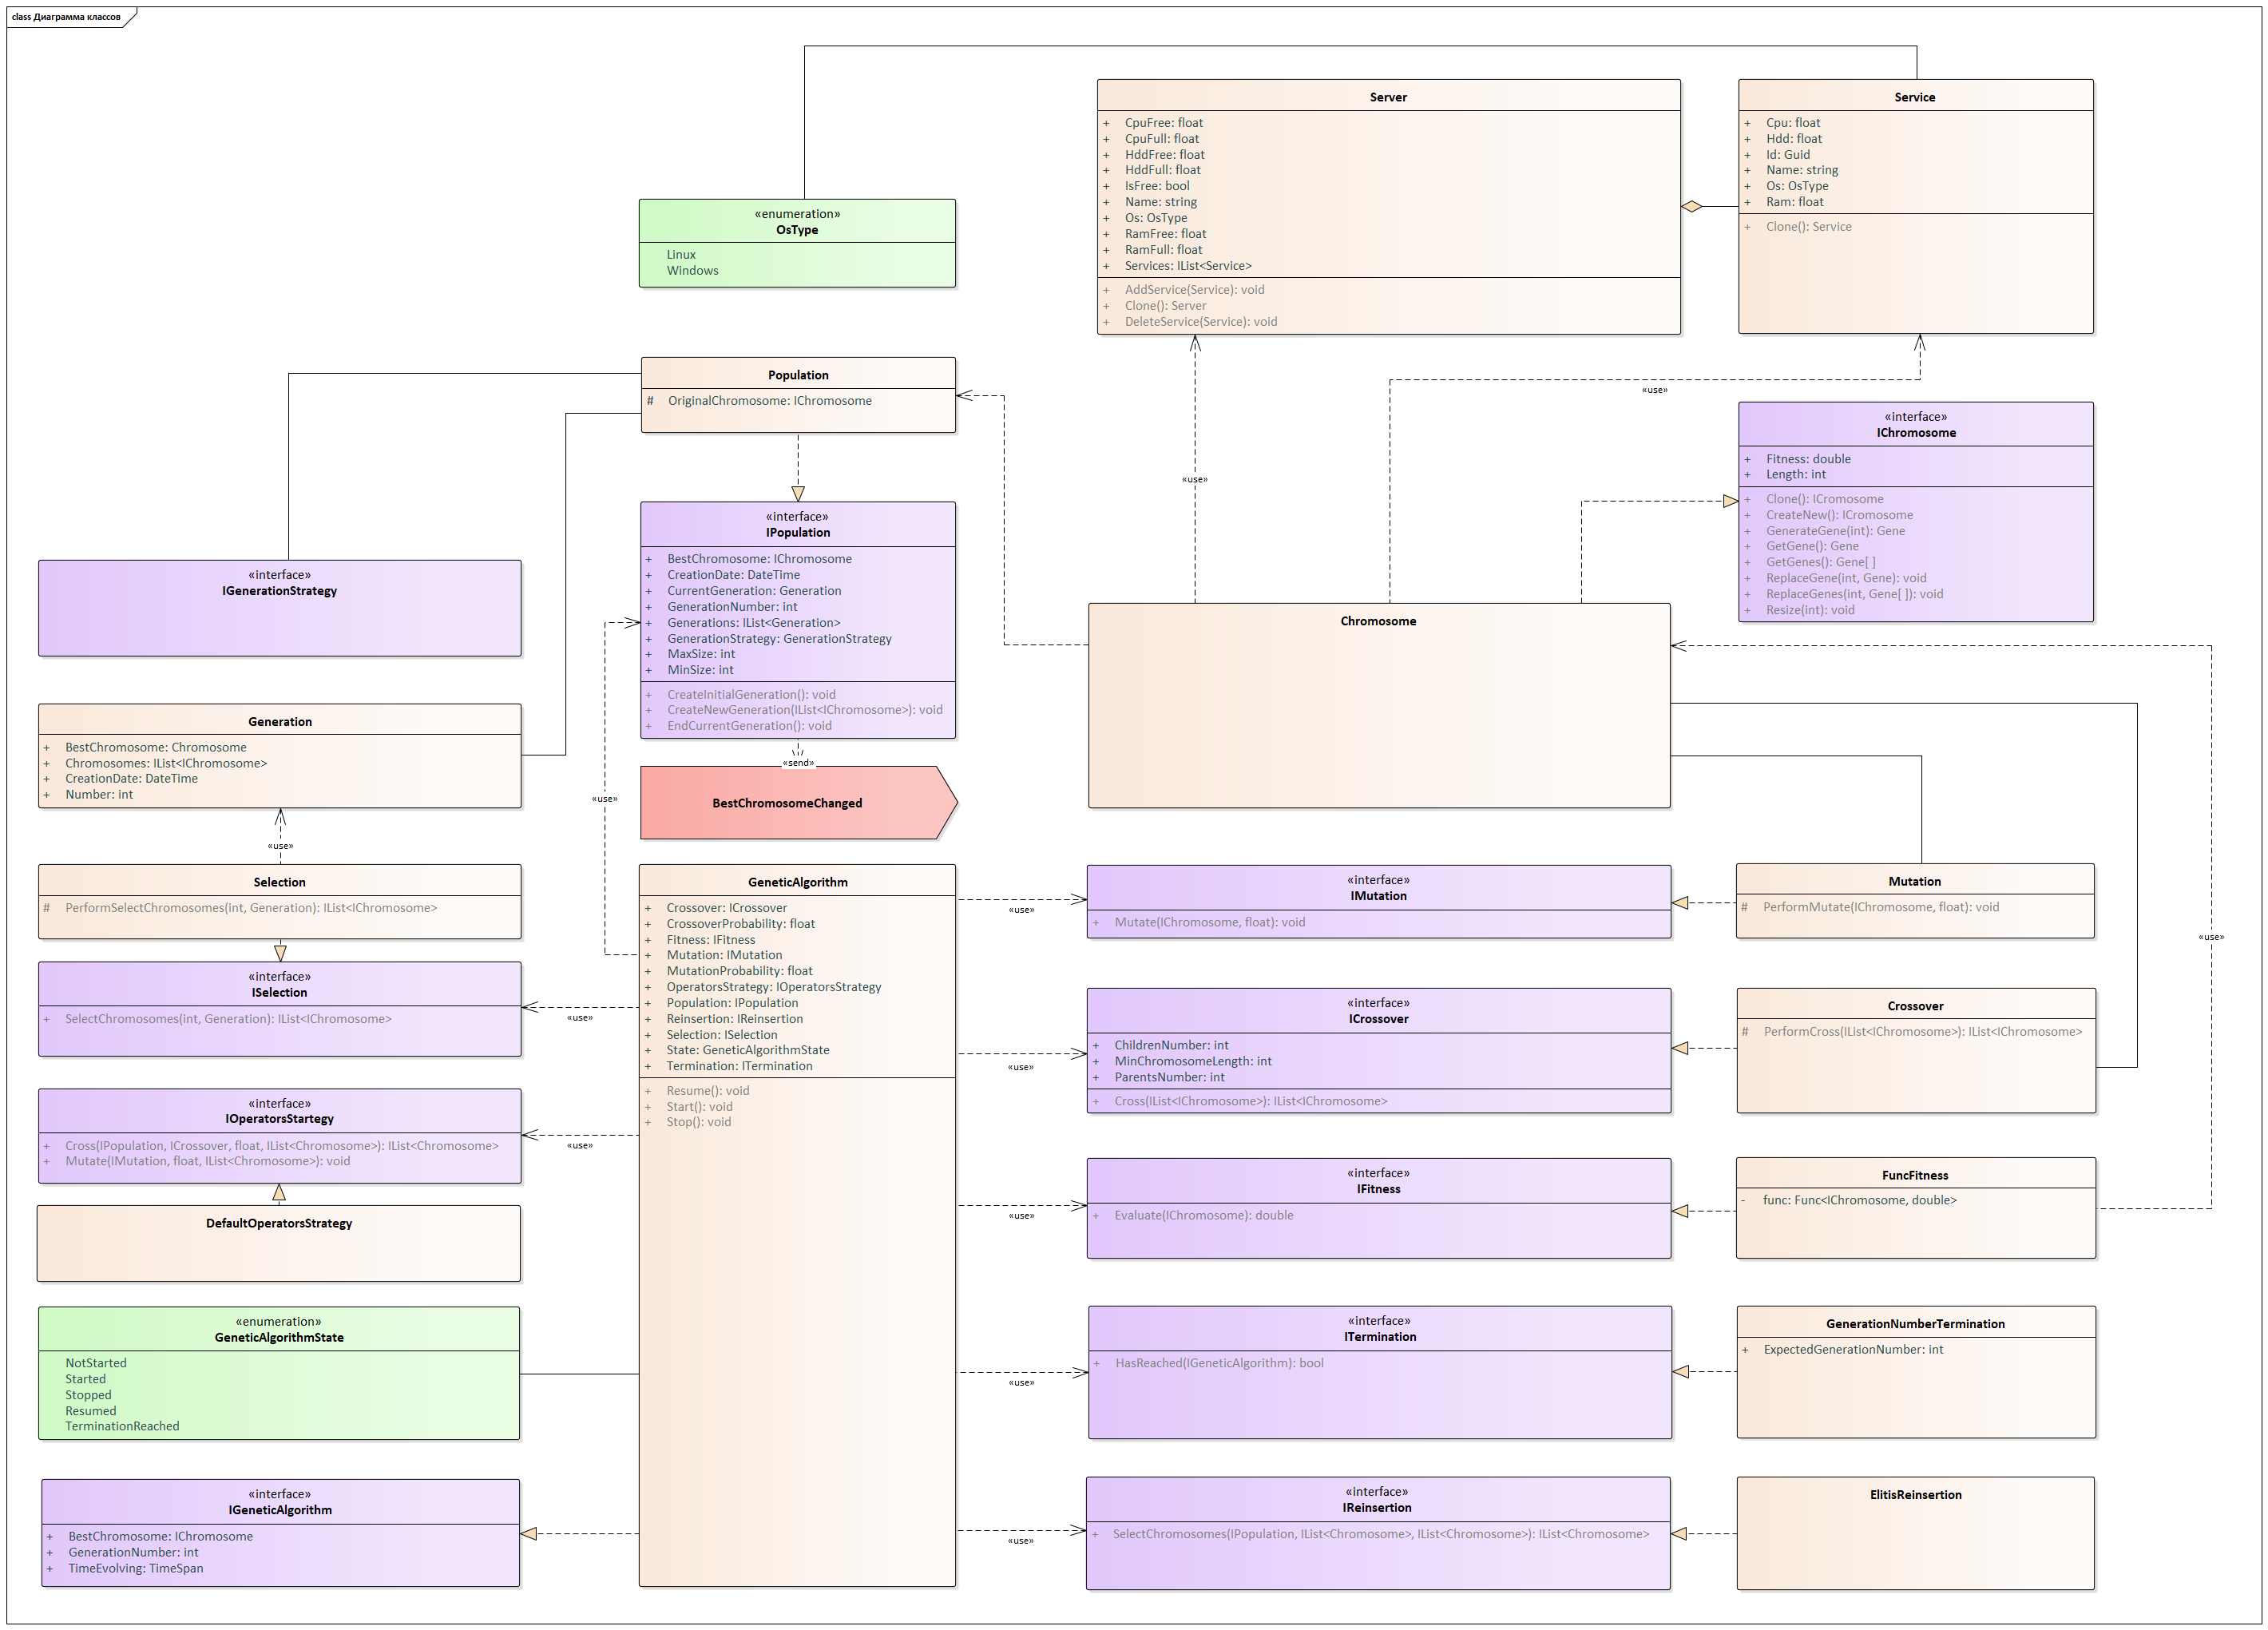 class Диаграмма классов
Server
+ CpuFree: float
+ CpuFull: float
+ HddFree: float
+ HddFull: float
+ IsFree: bool
+ Name: string
+ Os: OsType
+ RamFree: float
+ RamFull: float
+ Services: IList<Service>
+ AddService(Service): void
+ Clone(): Server
+ DeleteService(Service): void
Service
+ Cpu: float
+ Hdd: float
+ Id: Guid
+ Name: string
+ Os: OsType
+ Ram: float
+ Clone(): Service
«enumeration»
OsType
Linux
Windows
Population
# OriginalChromosome: IChromosome
«use»
«use»
«interface»
IChromosome
+ Fitness: double
+ Length: int
+ Clone(): ICromosome
+ CreateNew(): ICromosome
+ GenerateGene(int): Gene
+ GetGene(): Gene
+ GetGenes(): Gene[ ]
+ ReplaceGene(int, Gene): void
+ ReplaceGenes(int, Gene[ ]): void
+ Resize(int): void
«interface»
IPopulation
+ BestChromosome: IChromosome
+ CreationDate: DateTime
+ CurrentGeneration: Generation
+ GenerationNumber: int
+ Generations: IList<Generation>
+ GenerationStrategy: GenerationStrategy
+ MaxSize: int
+ MinSize: int
+ CreateInitialGeneration(): void
+ CreateNewGeneration(IList<IChromosome>): void
+ EndCurrentGeneration(): void
«interface»
IGenerationStrategy
Chromosome
Generation
+ BestChromosome: Chromosome
+ Chromosomes: IList<IChromosome>
+ CreationDate: DateTime
+ Number: int
«send»
BestChromosomeChanged
«use»
«use»
Selection
# PerformSelectChromosomes(int, Generation): IList<IChromosome>
«interface»
ISelection
+ SelectChromosomes(int, Generation): IList<IChromosome>
«use»
GeneticAlgorithm
+ Crossover: ICrossover
+ CrossoverProbability: float
+ Fitness: IFitness
+ Mutation: IMutation
+ MutationProbability: float
+ OperatorsStrategy: IOperatorsStrategy
+ Population: IPopulation
+ Reinsertion: IReinsertion
+ Selection: ISelection
+ State: GeneticAlgorithmState
+ Termination: ITermination
+ Resume(): void
+ Start(): void
+ Stop(): void
«use»
«interface»
IMutation
+ Mutate(IChromosome, float): void
Mutation
# PerformMutate(IChromosome, float): void
«use»
«use»
«interface»
ICrossover
+ ChildrenNumber: int
+ MinChromosomeLength: int
+ ParentsNumber: int
+ Cross(IList<IChromosome>): IList<IChromosome>
Crossover
# PerformCross(IList<IChromosome>): IList<IChromosome>
«interface»
IOperatorsStartegy
+ Cross(IPopulation, ICrossover, float, IList<Chromosome>): IList<Chromosome>
+ Mutate(IMutation, float, IList<Chromosome>): void
«use»
DefaultOperatorsStrategy
«use»
«interface»
IFitness
+ Evaluate(IChromosome): double
FuncFitness
- func: Func<IChromosome, double>
«enumeration»
GeneticAlgorithmState
NotStarted
Started
Stopped
Resumed
TerminationReached
«use»
«interface»
ITermination
+ HasReached(IGeneticAlgorithm): bool
GenerationNumberTermination
+ ExpectedGenerationNumber: int
«interface»
IGeneticAlgorithm
+ BestChromosome: IChromosome
+ GenerationNumber: int
+ TimeEvolving: TimeSpan
«use»
«interface»
IReinsertion
+ SelectChromosomes(IPopulation, IList<Chromosome>, IList<Chromosome>): IList<Chromosome>
ElitisReinsertion